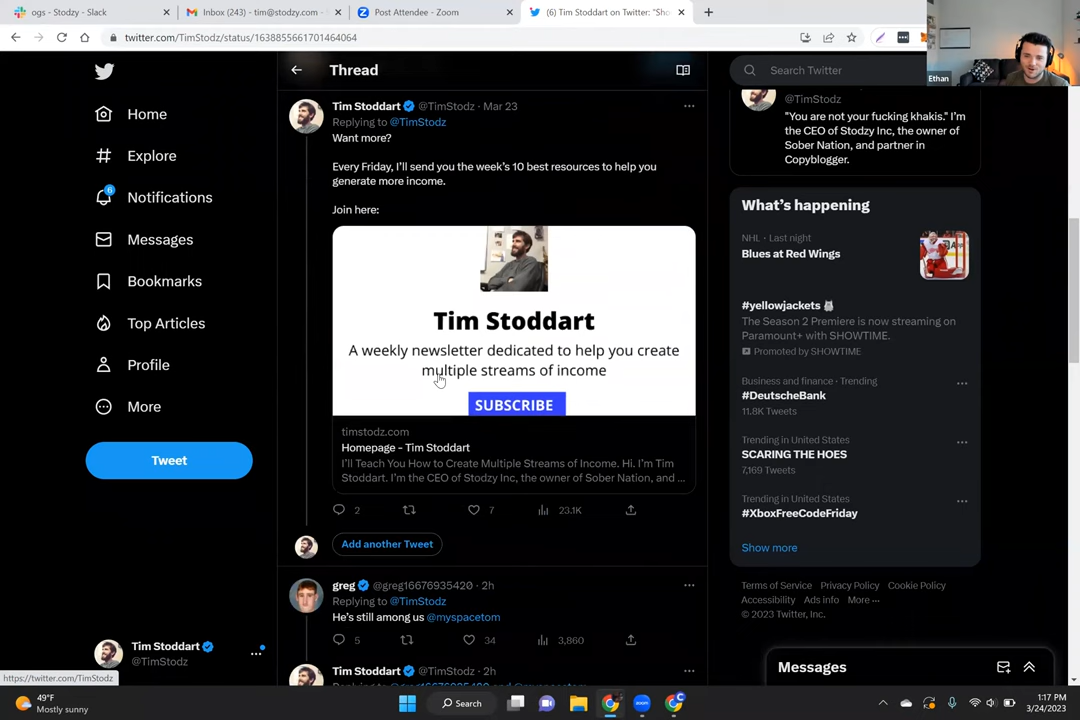 ogs - Stodzy - Slack
Inbox (243) - tim@stodzy.com -
Post Attendee - Zoom
(6) Tim Stoddart on Twitter: "Sho
twitter.com/TimStodz/status/1638855661701464064
Ethan
Home
Explore
6
Notifications
Messages
Bookmarks
Top Articles
Profile
More
Tweet
Tim Stoddart
@TimStodz
https://twitter.com/TimStodz
Thread
Tim Stoddart @TimStodz · Mar 23
Replying to @TimStodz
Want more?
Every Friday, I'll send you the week's 10 best resources to help you
generate more income.
Join here:
Tim Stoddart
A weekly newsletter dedicated to help you create
multiple streams of income
SUBSCRIBE
timstodz.com
Homepage - Tim Stoddart
I'll Teach You How to Create Multiple Streams of Income. Hi. I'm Tim
Stoddart. I'm the CEO of Stodzy Inc, the owner of Sober Nation, and ...
2 7 23.1K
Add another Tweet
greg @greg16676935420 · 2h
Replying to @TimStodz
He's still among us @myspacetom
5 34 3,860
Tim Stoddart @TimStodz · 2h
Search Twitter
@TimStodz
"You are not your fucking khakis." I'm
the CEO of Stodzy Inc, the owner of
Sober Nation, and partner in
Copyblogger.
What's happening
NHL · Last night
Blues at Red Wings
#yellowjackets
The Season 2 Premiere is now streaming on
Paramount+ with SHOWTIME.
Promoted by SHOWTIME
Business and finance · Trending
#DeutscheBank
11.8K Tweets
Trending in United States
SCARING THE HOES
7,169 Tweets
Trending in United States
#XboxFreeCodeFriday
Show more
Terms of Service Privacy Policy Cookie Policy
Accessibility Ads info More ···
© 2023 Twitter, Inc.
Messages
49°F
Mostly sunny
Search
1:17 PM
3/24/2023